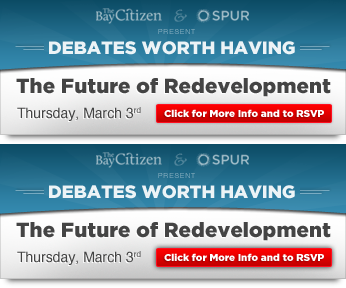 The Bay Citizen & SPUR
PRESENT
DEBATES WORTH HAVING
The Future of Redevelopment
Thursday, March 3rd Click for More Info and to RSVP
The Bay Citizen & SPUR
PRESENT
DEBATES WORTH HAVING
The Future of Redevelopment
Thursday, March 3rd Click for More Info and to RSVP